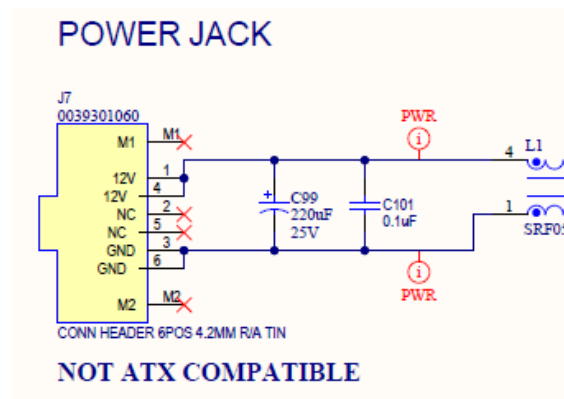 POWER JACK
J7
0039301060
M1 M1
PWR
i
4 L1
12V 1
12V 4
NC 2
NC 5
GND 3
GND 6
+ C99
220uF
25V
C101
0.1uF
1
SRF05
i
PWR
M2 M2
CONN HEADER 6POS 4.2MM R/A TIN
NOT ATX COMPATIBLE